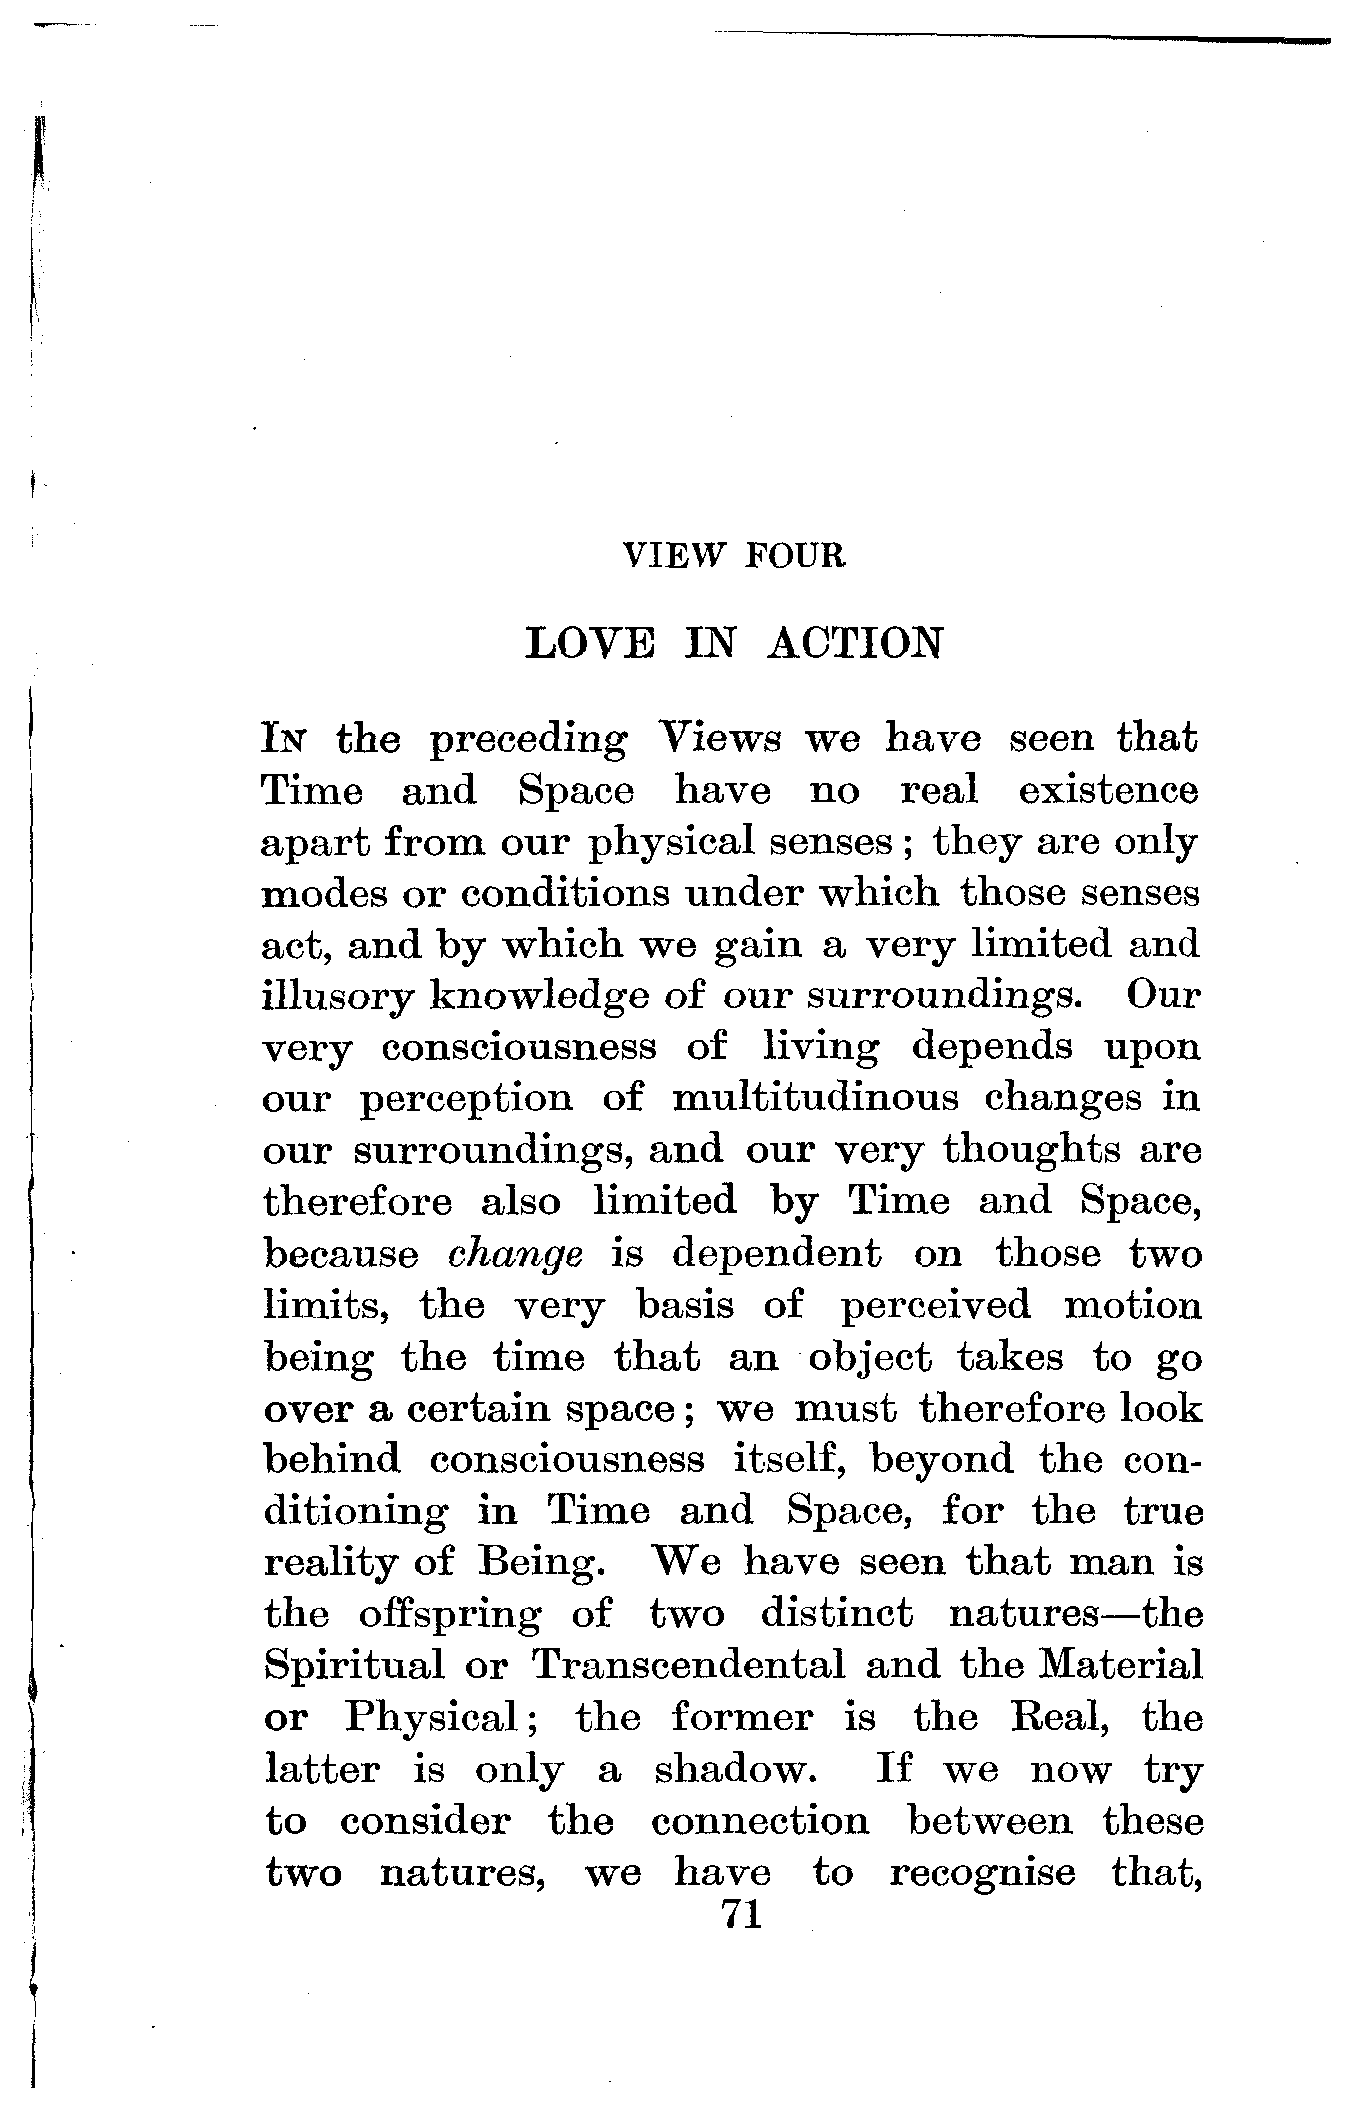 VIEW FOUR
LOVE IN ACTION
IN the preceding Views we have seen that
Time and Space have no real existence
apart from our physical senses; they are only
modes or conditions under which those senses
act, and by which we gain a very limited and
illusory knowledge of our surroundings. Our
very consciousness of living depends upon
our perception of multitudinous changes in
our surroundings, and our very thoughts are
therefore also limited by Time and Space,
because change is dependent on those two
limits, the very basis of perceived motion
being the time that an object takes to go
over a certain space; we must therefore look
behind consciousness itself, beyond the con-
ditioning in Time and Space, for the true
reality of Being. We have seen that man is
the offspring of two distinct natures—the
Spiritual or Transcendental and the Material
or Physical; the former is the Real, the
latter is only a shadow. If we now try
to consider the connection between these
two natures, we have to recognise that,
71